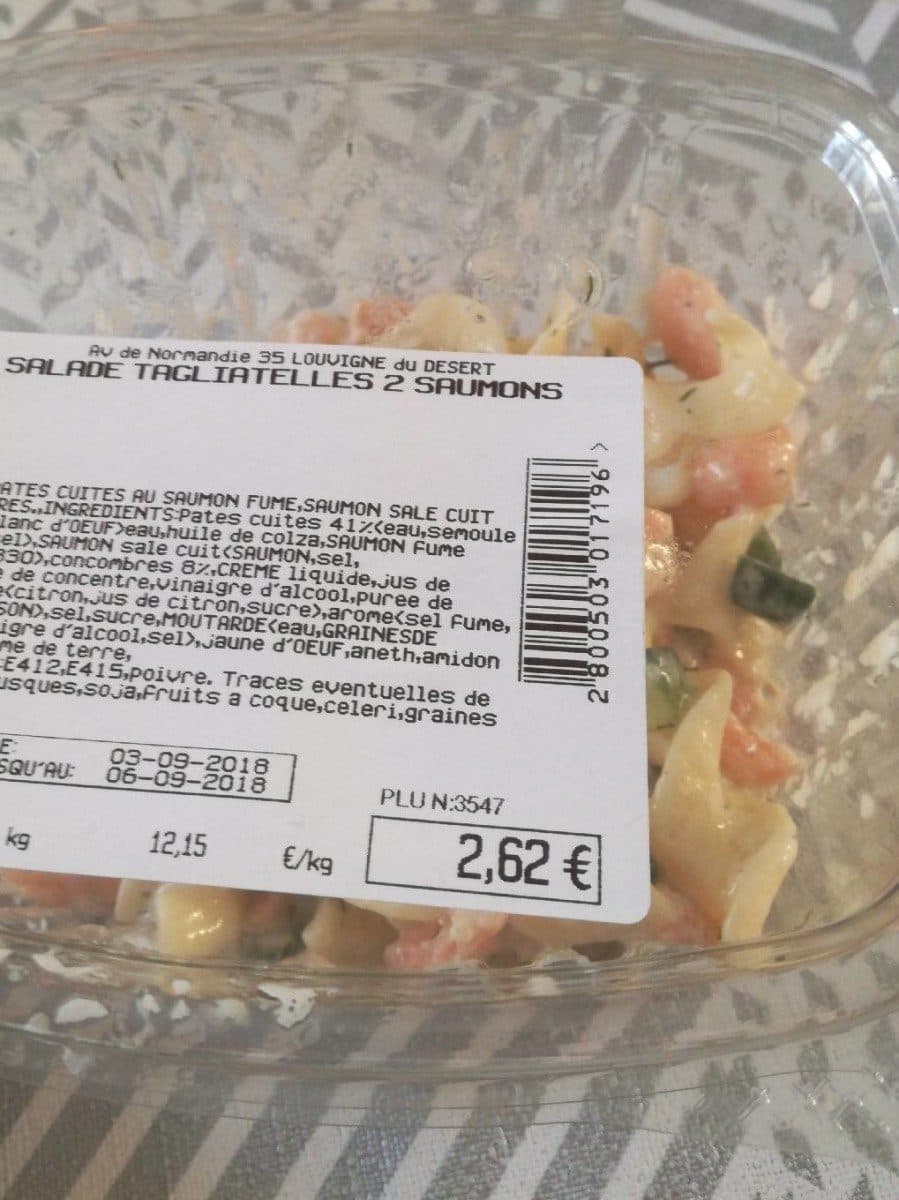 Av de Normandie 35 LOUVIGNE du DESERT
SALADE TAGLIATELLES 2 SAUMONS
ATES CUITES AU SAUMON FUME,SAUMON SALE CUIT
RES.,INGREDIENTS:Pates cuites 41%<eau,semoule
lanc d'OEUF>eau,huile de colza,SAUMON fume
el>,SAUMON sale cuit<SAUMON,sel,
330>,concombres 8%,CREME liquide,jus de
e de concentre,vinaigre d'alcool,puree de
e<citron,jus de citron,sucre>,arome<sel fume,
SON>,sel,sucre,MOUTARDE<eau,GRAINESDE
igre d'alcool,sel>,jaune d'OEUF,aneth,amidon
me de terre,
E412,E415,poivre. Traces eventuelles de
usques,soja,fruits a coque,celeri,graines
E: 03-09-2018
SQU'AU: 06-09-2018
PLU N:3547
kg 12,15 €/kg 2,62 €
2 800503 017196 >